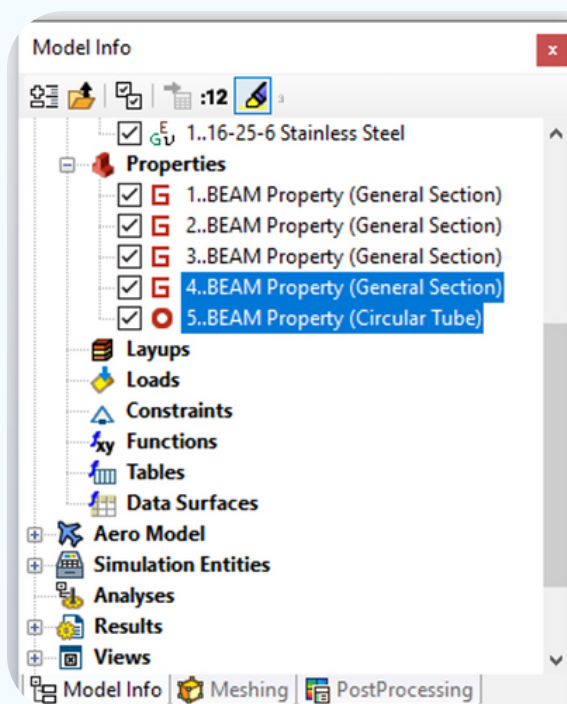 Model Info
x
:12
1..16-25-6 Stainless Steel
Properties
1..BEAM Property (General Section)
2..BEAM Property (General Section)
3..BEAM Property (General Section)
4..BEAM Property (General Section)
5..BEAM Property (Circular Tube)
Layups
Loads
Constraints
Functions
Tables
Data Surfaces
Aero Model
Simulation Entities
Analyses
Results
Views
Model Info Meshing PostProcessing